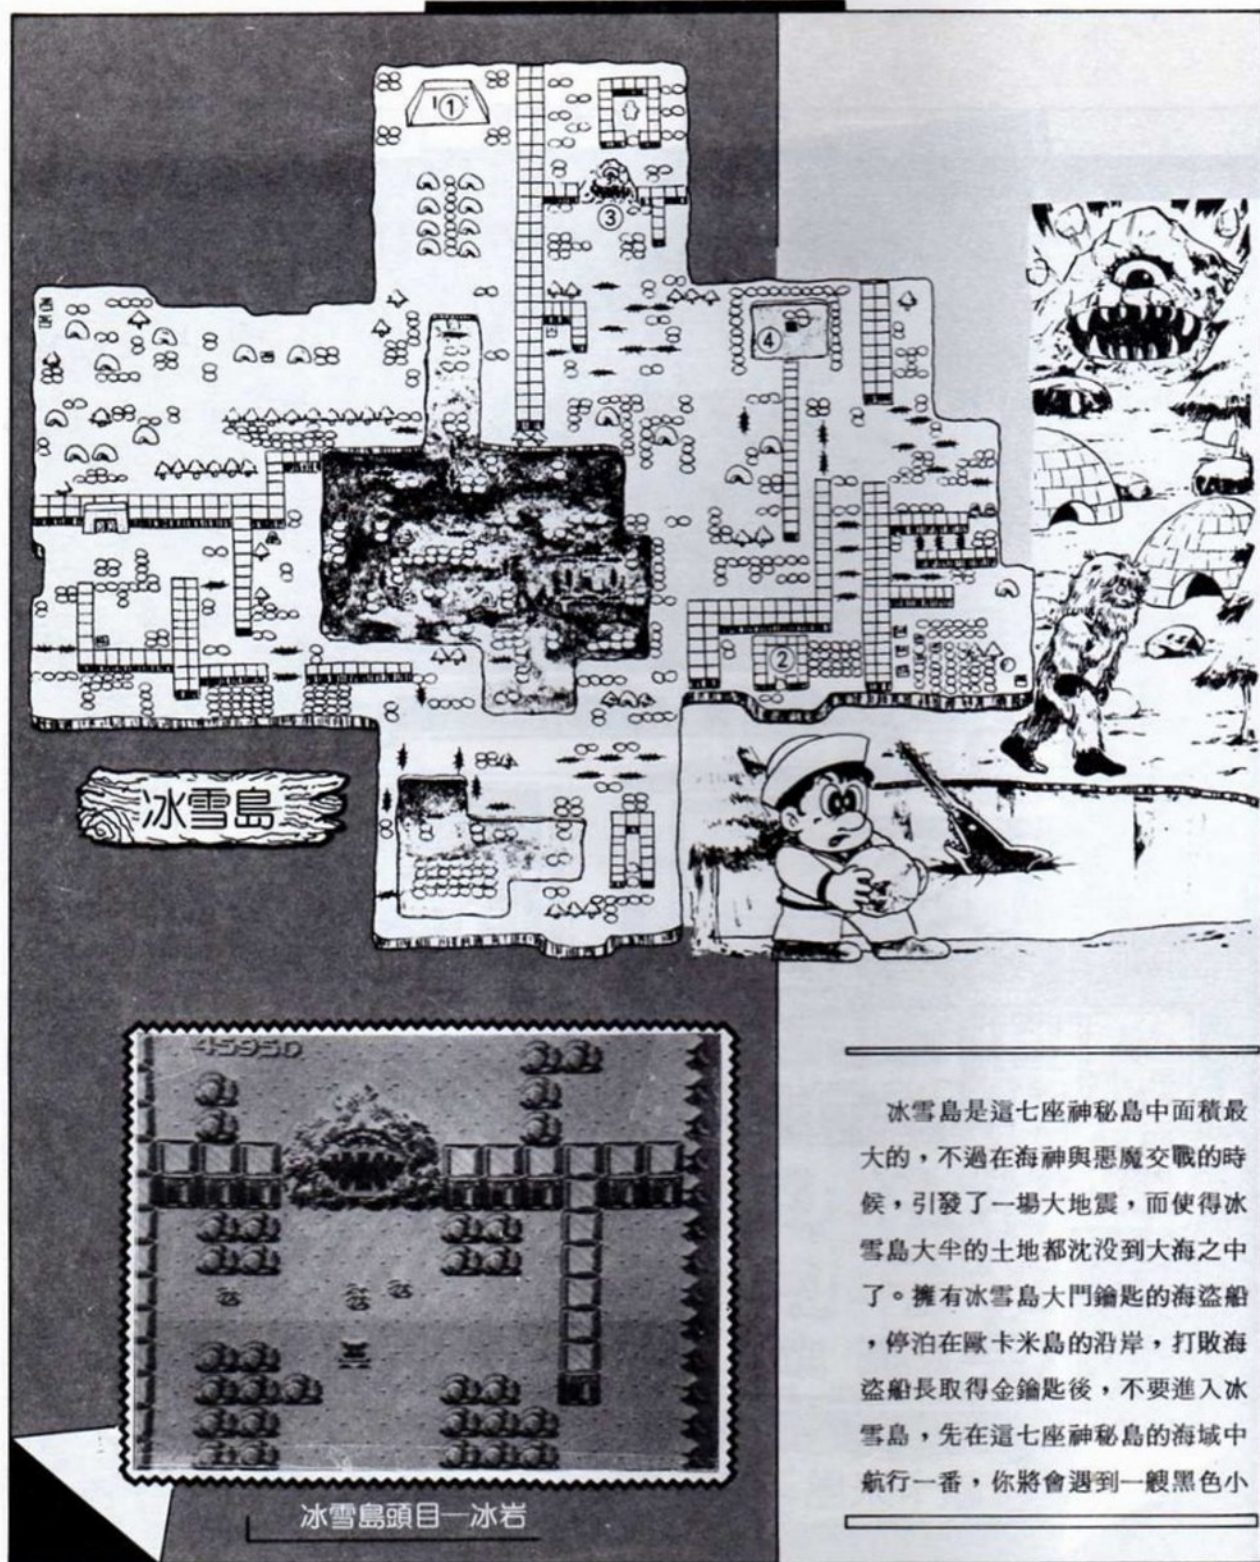 ①
③
④
②
冰雪島
45950
冰雪島頭目—冰岩
冰雪島是這七座神秘島中面積最
大的,不過在海神與惡魔交戰的時
候,引發了一場大地震,而使得冰
雪島大半的土地都沈没到大海之中
了。擁有冰雪島大門鑰匙的海盜船
,停泊在歐卡米島的沿岸,打敗海
盜船長取得金鑰匙後,不要進入冰
雪島,先在這七座神秘島的海域中
航行一番,你將會遇到一艘黑色小